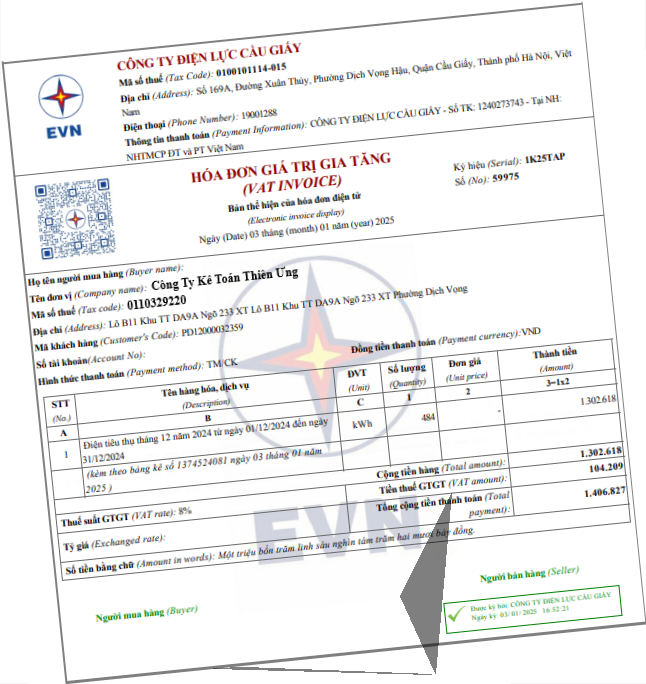 CÔNG TY ĐIỆN LỰC CẦU GIẤY
Mã số thuế (Tax Code): 0100101114-015
Địa chỉ (Address): Số 169A, Đường Xuân Thủy, Phường Dịch Vọng Hậu, Quận Cầu Giấy, Thành phố Hà Nội, Việt
Nam
Điện thoại (Phone Number): 19001288
Thông tin thanh toán (Payment Information): CÔNG TY ĐIỆN LỰC CẦU GIẤY - Số TK: 1240273743 - Tại NH:
NHTMCP ĐT và PT Việt Nam
EVN
HÓA ĐƠN GIÁ TRỊ GIA TĂNG
(VAT INVOICE)
Bản thể hiện của hóa đơn điện tử
(Electronic invoice display)
Ngày (Date) 03 tháng (month) 01 năm (year) 2025
Ký hiệu (Serial): 1K25TAP
Số (No): 59975
Họ tên người mua hàng (Buyer name):
Tên đơn vị (Company name): Công Ty Kế Toán Thiên Ưng
Mã số thuế (Tax code): 0110329220
Địa chỉ (Address): Lô B11 Khu TT DA9A Ngõ 233 XT Lô B11 Khu TT DA9A Ngõ 233 XT Phường Dịch Vọng
Mã khách hàng (Customer's Code): PD12000032359
Số tài khoản(Account No):
Hình thức thanh toán (Payment method): TM/CK
Đồng tiền thanh toán (Payment currency):VND
STT
(No.)
Tên hàng hóa, dịch vụ
(Description)
ĐVT
(Unit)
Số lượng
(Quantity)
Đơn giá
(Unit price)
Thành tiền
(Amount)
A
B
C
1
2
3=1x2
1
Điện tiêu thụ tháng 12 năm 2024 từ ngày 01/12/2024 đến ngày
31/12/2024
kWh
484
-
1.302.618
(kèm theo bảng kê số 1374524081 ngày 03 tháng 01 năm
2025 )
Cộng tiền hàng (Total amount):
1.302.618
Thuế suất GTGT (VAT rate): 8%
Tiền thuế GTGT (VAT amount):
104.209
Tỷ giá (Exchanged rate):
Tổng cộng tiền thanh toán (Total
payment):
1.406.827
Số tiền bằng chữ (Amount in words): Một triệu bốn trăm linh sáu nghìn tám trăm hai mươi bảy đồng.
EVN
Người mua hàng (Buyer)
Người bán hàng (Seller)
Được ký bởi: CÔNG TY ĐIỆN LỰC CẦU GIẤY
Ngày ký 03/01/2025 16:52:21